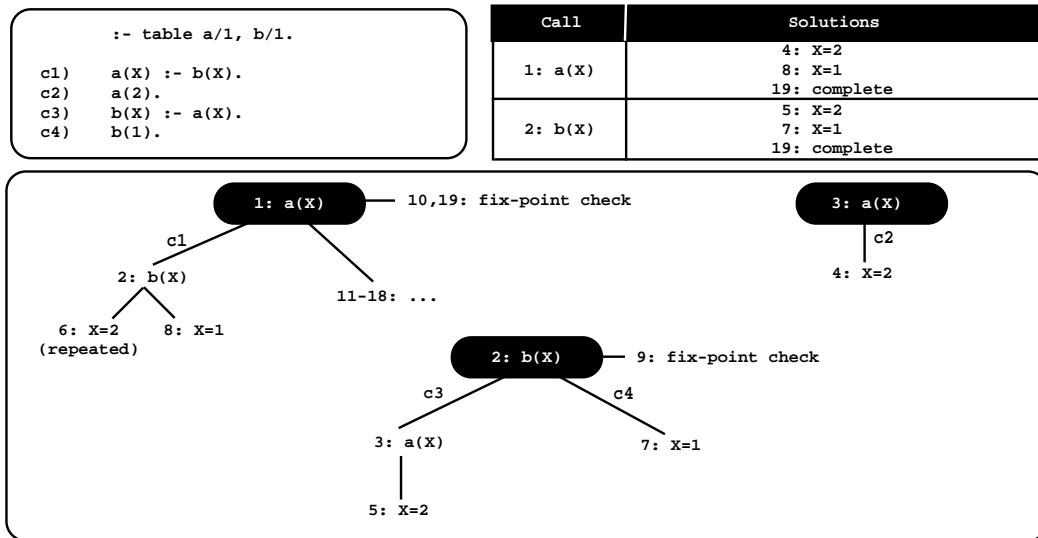 :- table a/1, b/1.
c1) a(X) :- b(X).
c2) a(2).
c3) b(X) :- a(X).
c4) b(1).
Call Solutions
1: a(X)
4: X=2
8: X=1
19: complete
2: b(X)
5: X=2
7: X=1
19: complete
1: a(X)
10,19: fix-point check
3: a(X)
c1
c2
2: b(X)
4: X=2
11-18: ...
6: X=2
(repeated)
8: X=1
2: b(X)
9: fix-point check
c3
c4
3: a(X)
7: X=1
5: X=2